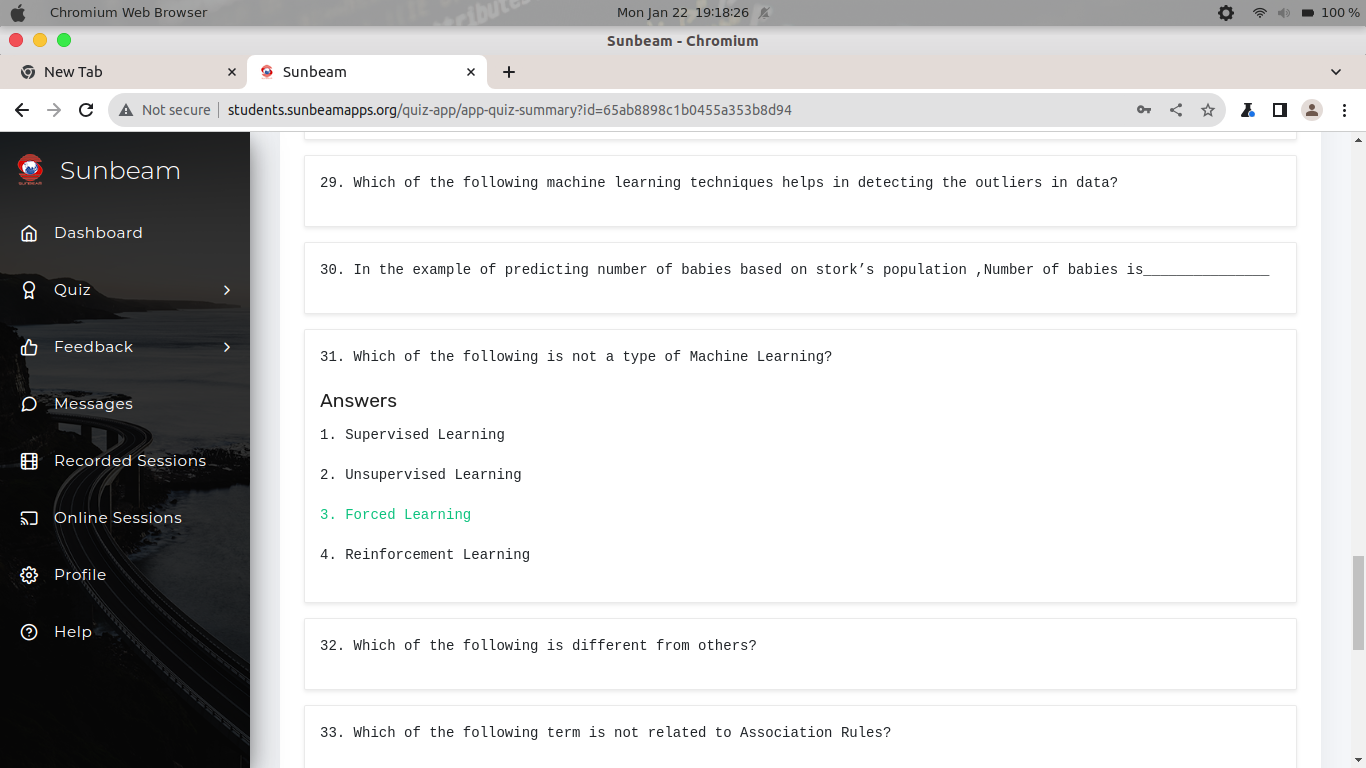 Chromium Web Browser
Mon Jan 22 19:18:26
100 %
Sunbeam - Chromium
New Tab
Sunbeam
Not secure
students.sunbeamapps.org/quiz-app/app-quiz-summary?id=65ab8898c1b0455a353b8d94
Sunbeam
Dashboard
Quiz
Feedback
Messages
Recorded Sessions
Online Sessions
Profile
Help
29. Which of the following machine learning techniques helps in detecting the outliers in data?
30. In the example of predicting number of babies based on stork’s population ,Number of babies is_______________
31. Which of the following is not a type of Machine Learning?
Answers
1. Supervised Learning
2. Unsupervised Learning
3. Forced Learning
4. Reinforcement Learning
32. Which of the following is different from others?
33. Which of the following term is not related to Association Rules?